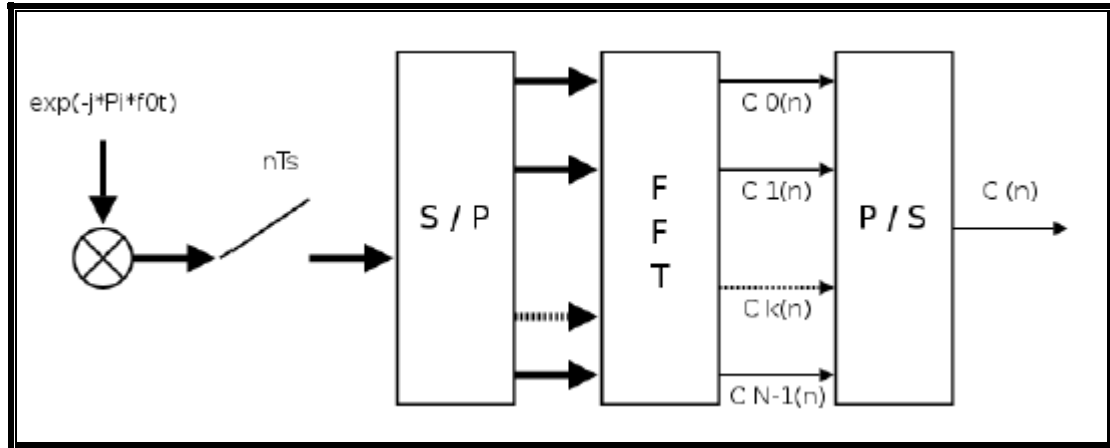 exp(-j*Pi*f0t)
nTs
S / P
F
F
T
C 0(n)
C 1(n)
C k(n)
C N-1(n)
P / S
C (n)